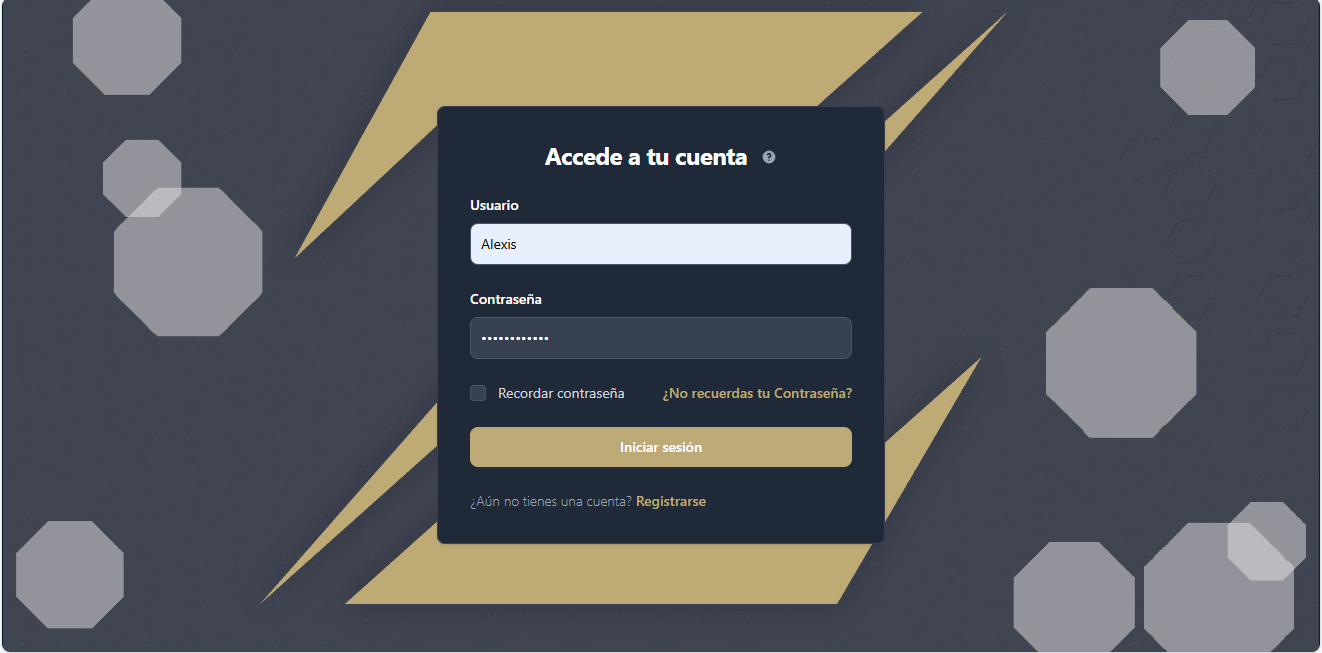 Accede a tu cuenta ?
Usuario
Alexis
Contraseña
••••••••••••
Recordar contraseña ¿No recuerdas tu Contraseña?
Iniciar sesión
¿Aún no tienes una cuenta? Registrarse